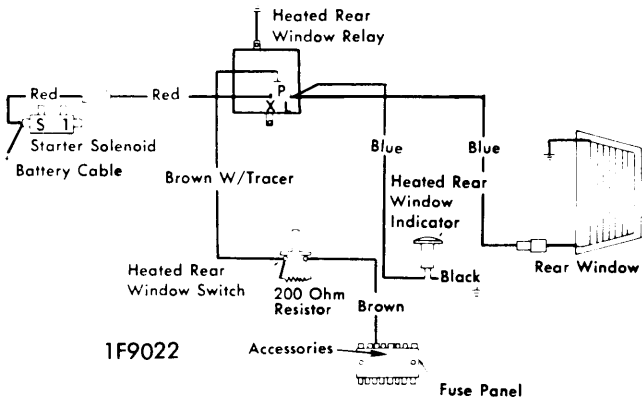 Heated Rear
Window Relay
Red
Red
P
X
L
S I
Starter Solenoid
Battery Cable
Blue
Blue
Brown W/Tracer
Heated Rear
Window
Indicator
Rear Window
Heated Rear
Window Switch
200 Ohm
Resistor
Black
Brown
1F9022
Accessories
Fuse Panel